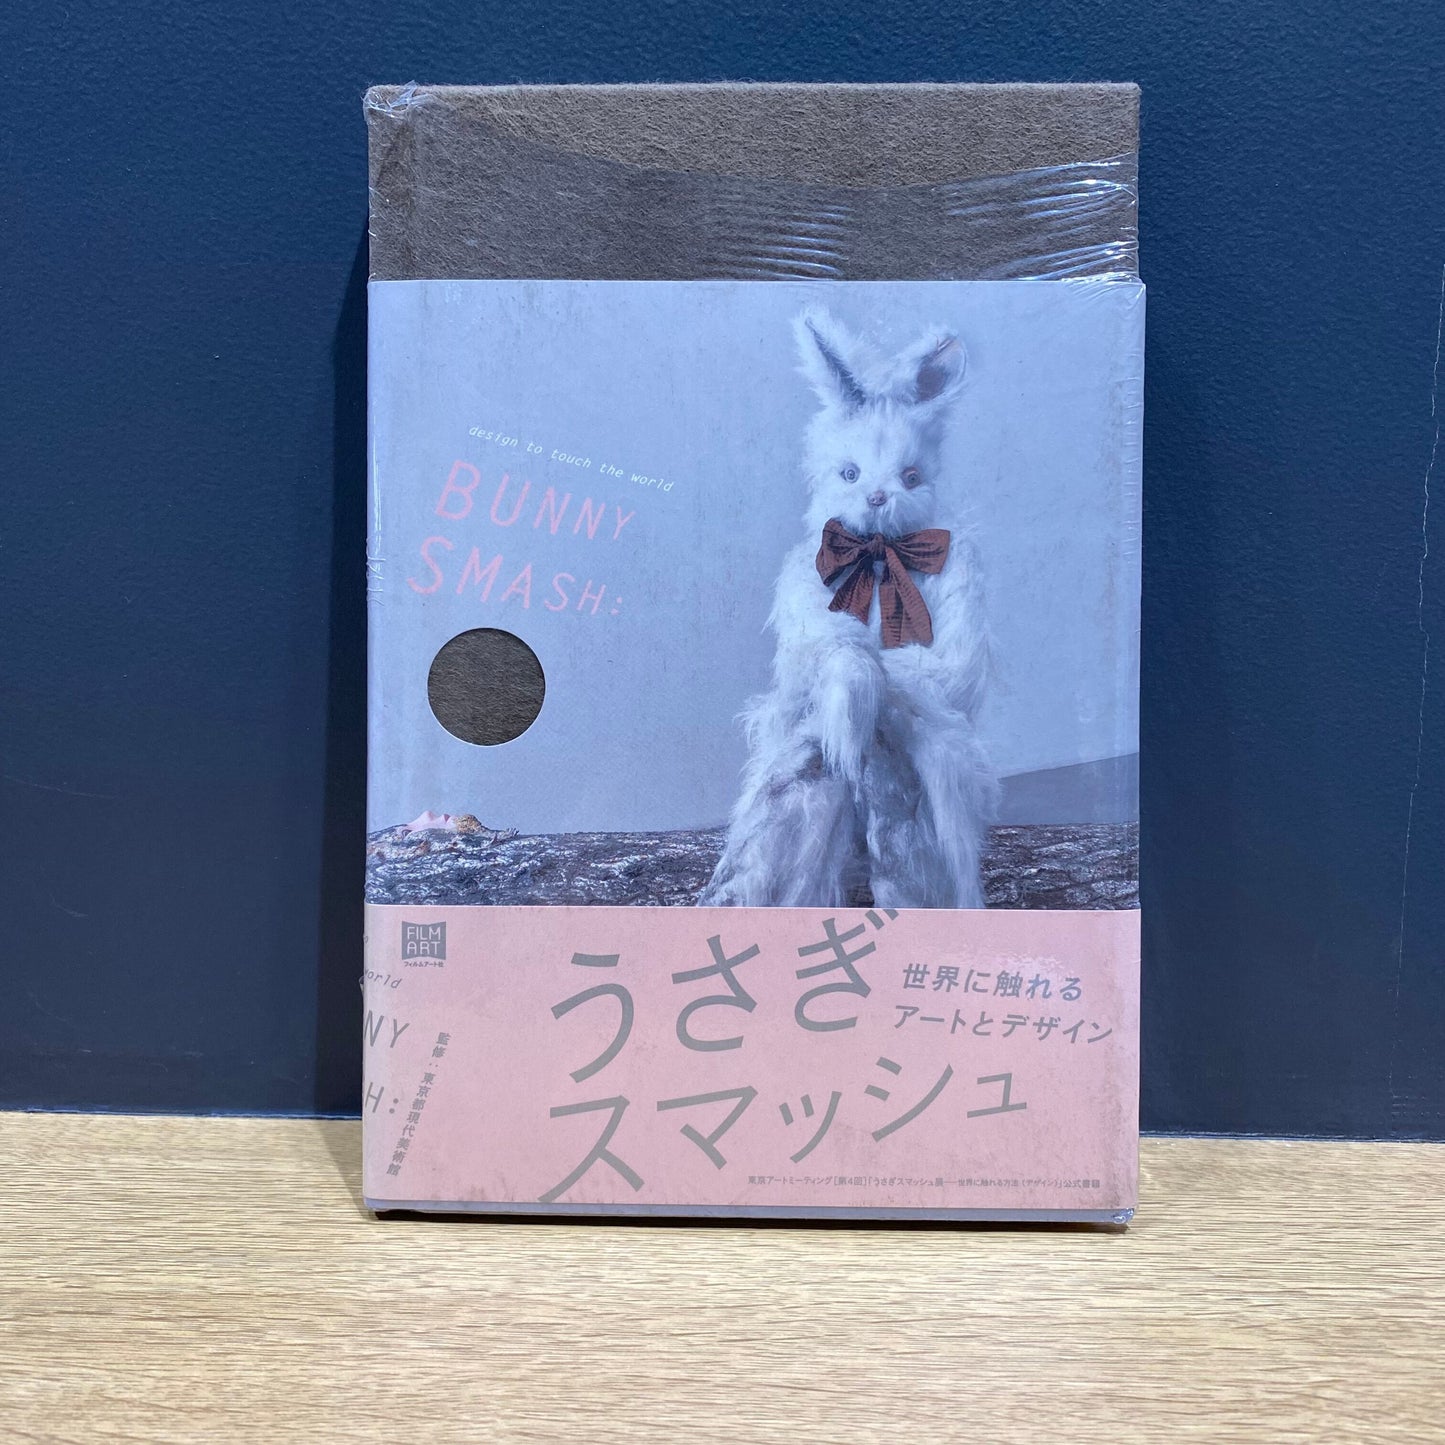 design to touch the world
BUNNY
SMASH:
FILM
ART
フィルムアート社
world
NY
H:
監修：東京都現代美術館
うさぎ
スマッシュ
世界に触れる
アートとデザイン
東京アートミーティング［第4回］「うさぎスマッシュ展──世界に触れる方法（デザイン）」公式書籍